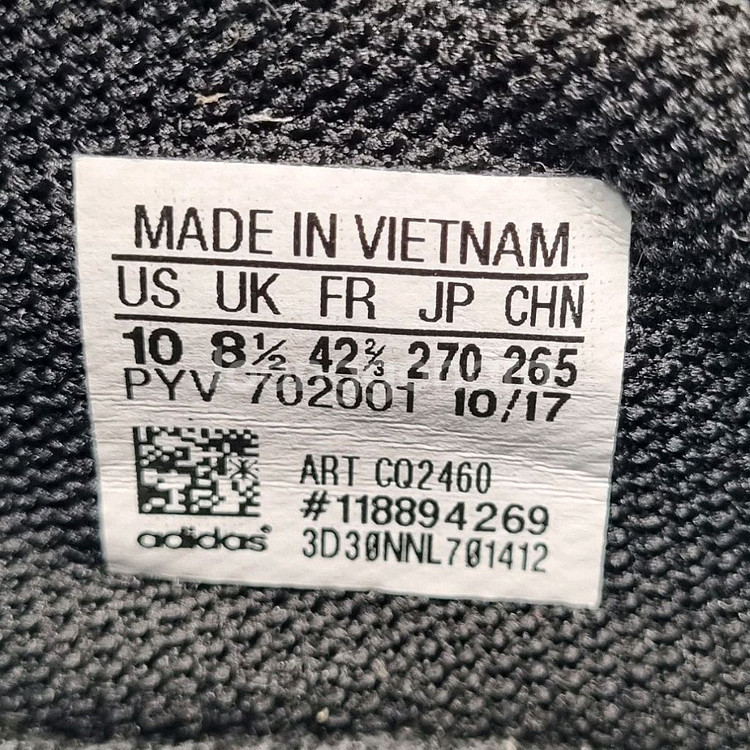 MADE IN VIETNAM
US UK FR JP CHN
10 8½ 42⅔ 270 265
PYV 702001 10/17
ART CQ2460
#118894269
adidas® 3D30NNL701412